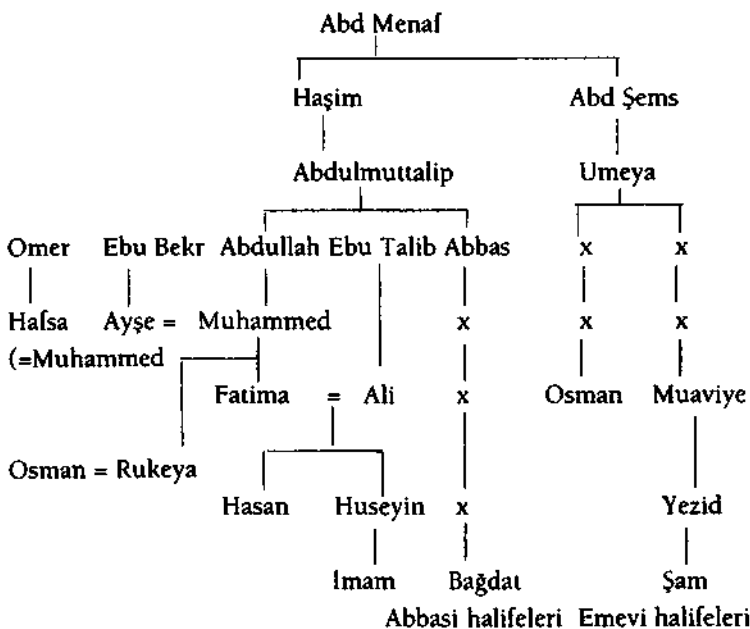 Abd Menaf
Haşim Abd Şems
Abdulmuttalip Umeya
Omer Ebu Bekr Abdullah Ebu Talib Abbas x x
Hafsa Ayşe = Muhammed x x x
(=Muhammed
Fatima = Ali x Osman Muaviye
Osman = Rukeya
Hasan Huseyin x Yezid
Imam Bağdat Şam
Abbasi halifeleri Emevi halifeleri